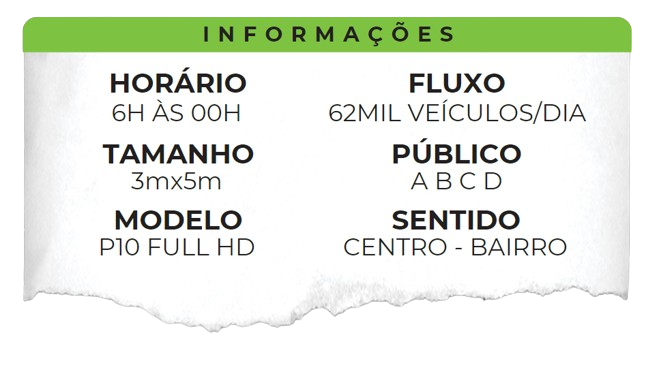 INFORMAÇÕES
HORÁRIO
6H ÀS 00H
TAMANHO
3mx5m
MODELO
P10 FULL HD
FLUXO
62MIL VEÍCULOS/DIA
PÚBLICO
A B C D
SENTIDO
CENTRO - BAIRRO